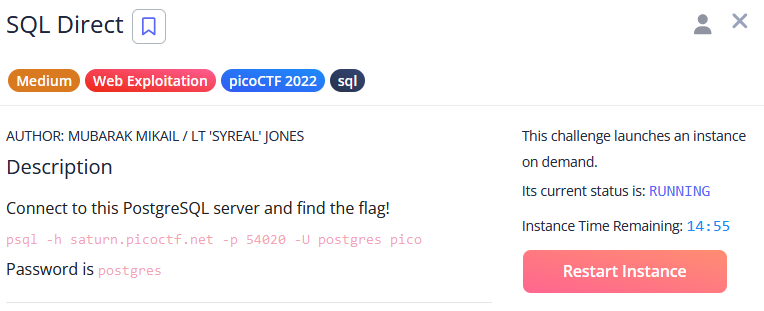 SQL Direct
Medium Web Exploitation picoCTF 2022 sql
AUTHOR: MUBARAK MIKAIL / LT 'SYREAL' JONES
Description
Connect to this PostgreSQL server and find the flag!
psql -h saturn.picoctf.net -p 54020 -U postgres pico
Password is postgres
This challenge launches an instance
on demand.
Its current status is: RUNNING
Instance Time Remaining: 14:55
Restart Instance